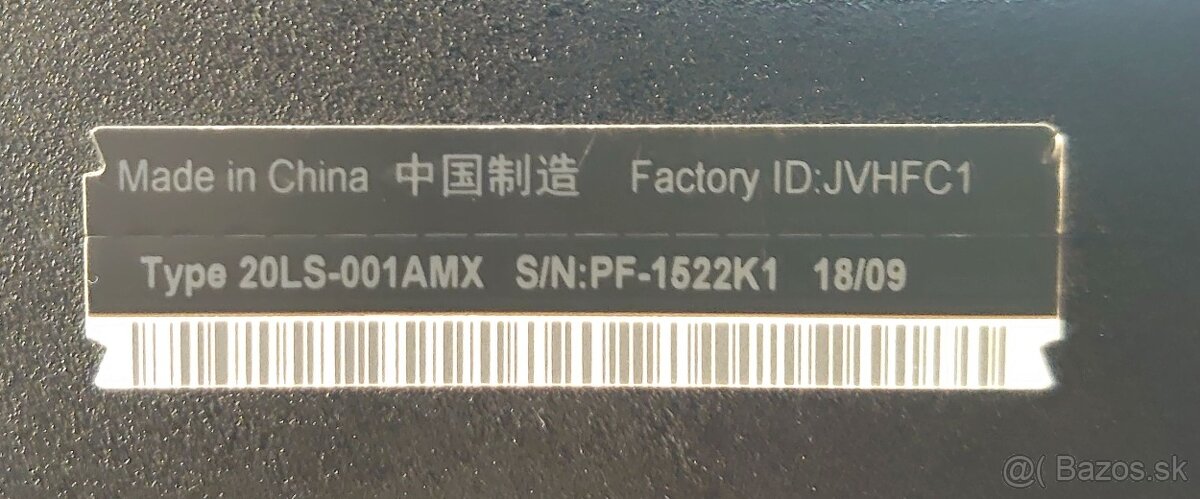 Made in China 中国制造 Factory ID:JVHFC1
Type 20LS-001AMX S/N:PF-1522K1 18/09
@( Bazos.sk